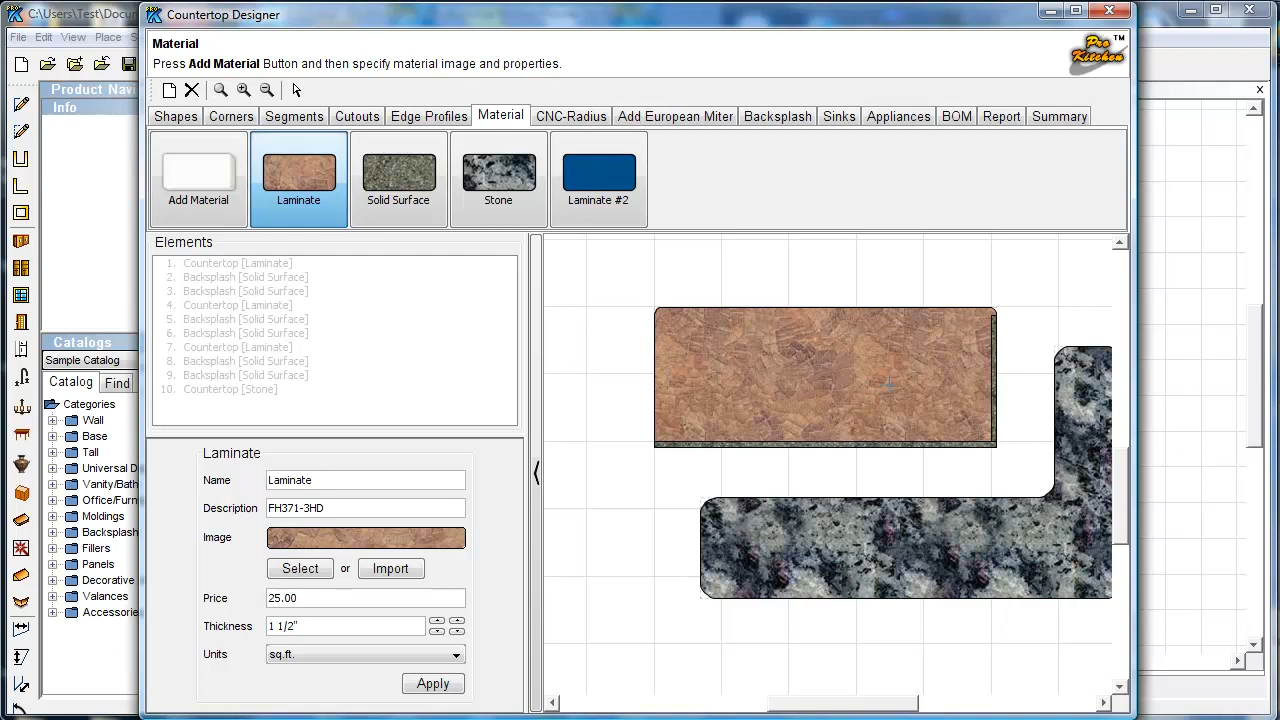 C:\Users\Test\Docun
Countertop Designer
File Edit View Place S
Material
Press Add Material Button and then specify material image and properties.
Pro Kitchen TM
Product Navi
Info
Shapes Corners Segments Cutouts Edge Profiles Material CNC-Radius Add European Miter Backsplash Sinks Appliances BOM Report Summary
Add Material Laminate Solid Surface Stone Laminate #2
Elements
1. Countertop [Laminate]
2. Backsplash [Solid Surface]
3. Backsplash [Solid Surface]
4. Countertop [Laminate]
5. Backsplash [Solid Surface]
6. Backsplash [Solid Surface]
7. Countertop [Laminate]
8. Backsplash [Solid Surface]
9. Backsplash [Solid Surface]
10. Countertop [Stone]
Catalogs
Sample Catalog
Catalog Find
Categories
Wall
Base
Tall
Universal D
Vanity/Bath
Office/Furn
Moldings
Backsplash
Fillers
Panels
Decorative
Valances
Accessorie
Laminate
Name Laminate
Description FH371-3HD
Image
Select or Import
Price 25.00
Thickness 1 1/2"
Units sq.ft.
Apply